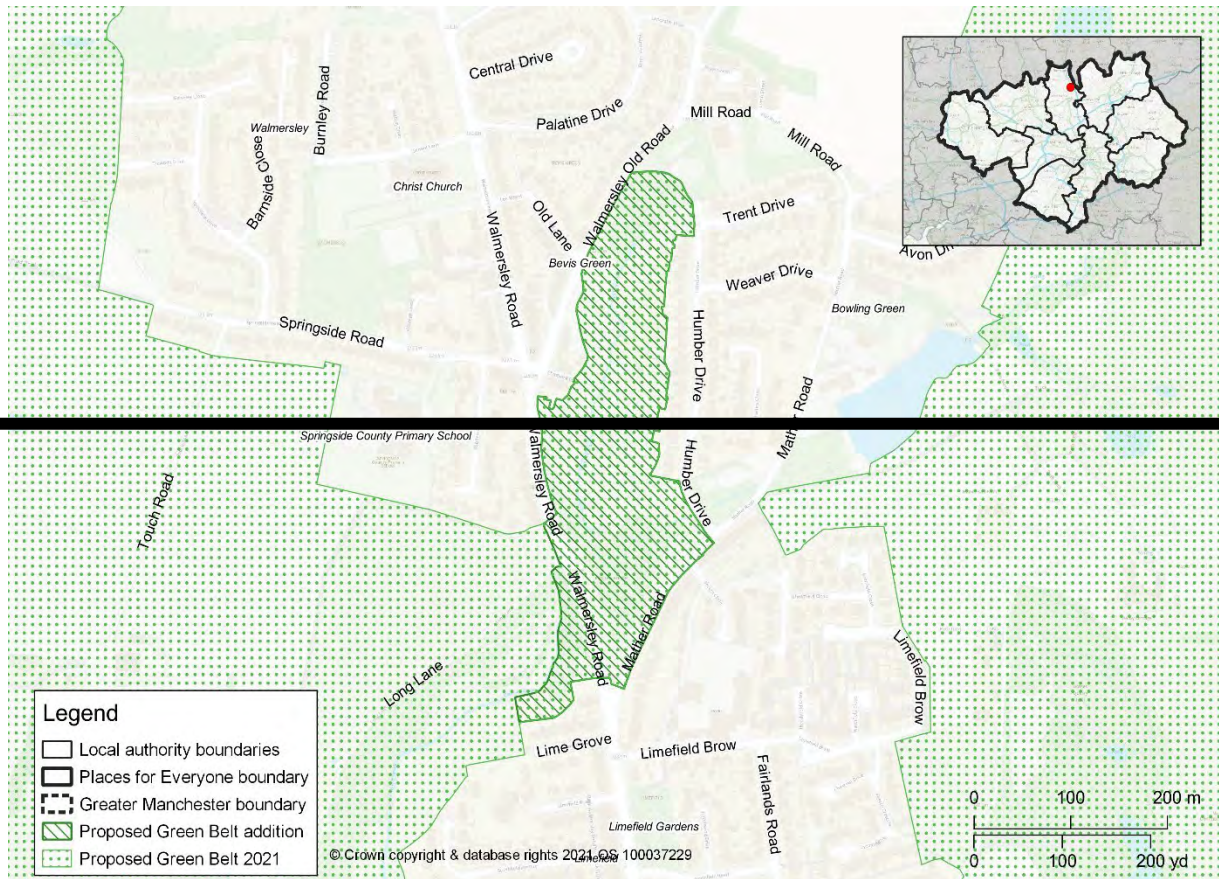 Central Drive
Burnley Road
Palatine Drive
Mill Road
Walmersley
Mill Road
Barnside Close
Christ Church
Walmersley Old Road
Old Lane
Trent Drive
Walmersley Road
Bevis Green
Avon Dri
Weaver Drive
Bowling Green
Springside Road
Humber Drive
Mather Road
Springside County Primary School
Walmersley Road
Humber Drive
Touch Road
Walmersley Road
Mather Road
Limefield Brow
Long Lane
Lime Grove
Limefield Brow
Fairlands Road
Limefield Gardens
Limefield
Legend
Local authority boundaries
Places for Everyone boundary
Greater Manchester boundary
Proposed Green Belt addition
Proposed Green Belt 2021
© Crown copyright & database rights 2021 OS 100037229
0 100 200 m
0 100 200 yd